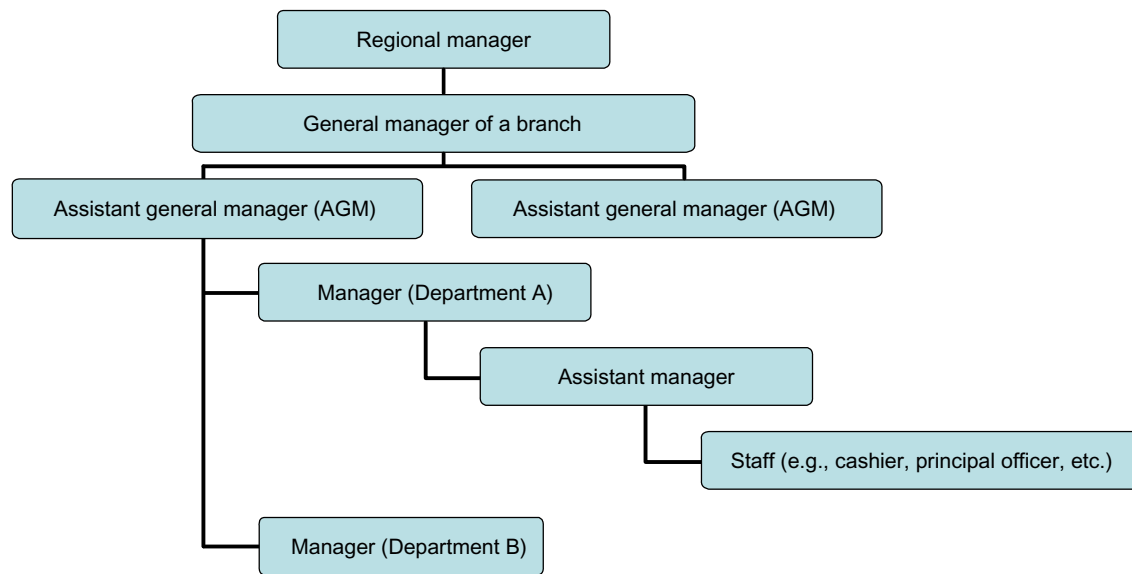 Regional manager
General manager of a branch
Assistant general manager (AGM)
Assistant general manager (AGM)
Manager (Department A)
Assistant manager
Staff (e.g., cashier, principal officer, etc.)
Manager (Department B)